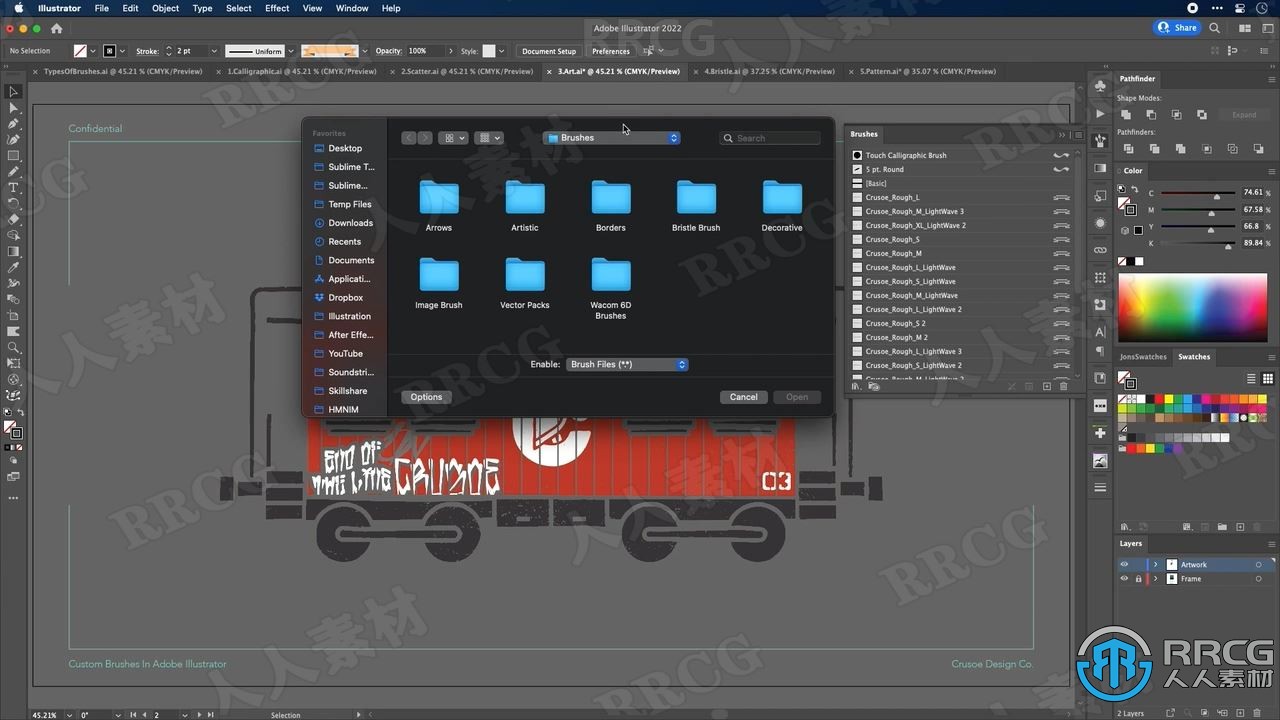 Illustrator File Edit Object Type Select Effect View Window Help
Adobe Illustrator 2022
Share
No Selection Stroke: 2 pt Uniform Opacity: 100% Style: Document Setup Preferences
TypesOfBrushes.ai @ 45.21 % (CMYK/Preview) 1.Calligraphic.ai @ 45.21 % (CMYK/Preview) 2.Scatter.ai @ 45.21 % (CMYK/Preview) 3.Art.ai* @ 45.21 % (CMYK/Preview) 4.Bristle.ai @ 37.25 % (CMYK/Preview) 5.Pattern.ai* @ 35.07 % (CMYK/Preview)
Confidential
Favorites
Desktop
Sublime T...
Sublime...
Temp Files
Downloads
Recents
Documents
Applicati...
Dropbox
Illustration
After Effe...
YouTube
Soundstri...
Skillshare
HMNIM
Brushes
Search
Arrows
Artistic
Borders
Bristle Brush
Decorative
Image Brush
Vector Packs
Wacom 6D
Brushes
Enable: Brush Files (*.*)
Options
Cancel
Open
Brushes
Touch Calligraphic Brush
5 pt. Round
[Basic]
Crusoe_Rough_L
Crusoe_Rough_M_LightWave 3
Crusoe_Rough_XL_LightWave 2
Crusoe_Rough_S
Crusoe_Rough_M
Crusoe_Rough_L_LightWave
Crusoe_Rough_S_LightWave
Crusoe_Rough_M_LightWave
Crusoe_Rough_L_LightWave 2
Crusoe_Rough_S 2
Crusoe_Rough_M 2
Crusoe_Rough_L_LightWave 3
Crusoe_Rough_S_LightWave 2
Crusoe_Rough_M_LightWave 2
Pathfinder
Shape Modes:
Expand
Pathfinders:
Color
C 74.61 %
M 67.58 %
Y 66.8 %
K 89.84 %
JonsSwatches Swatches
Layers
Artwork
Frame
2 Layers
END OF
THE LINE
CRUZOE
03
Custom Brushes In Adobe Illustrator
Crusoe Design Co.
45.21% 0° 2 Selection
RRCG
人人素材